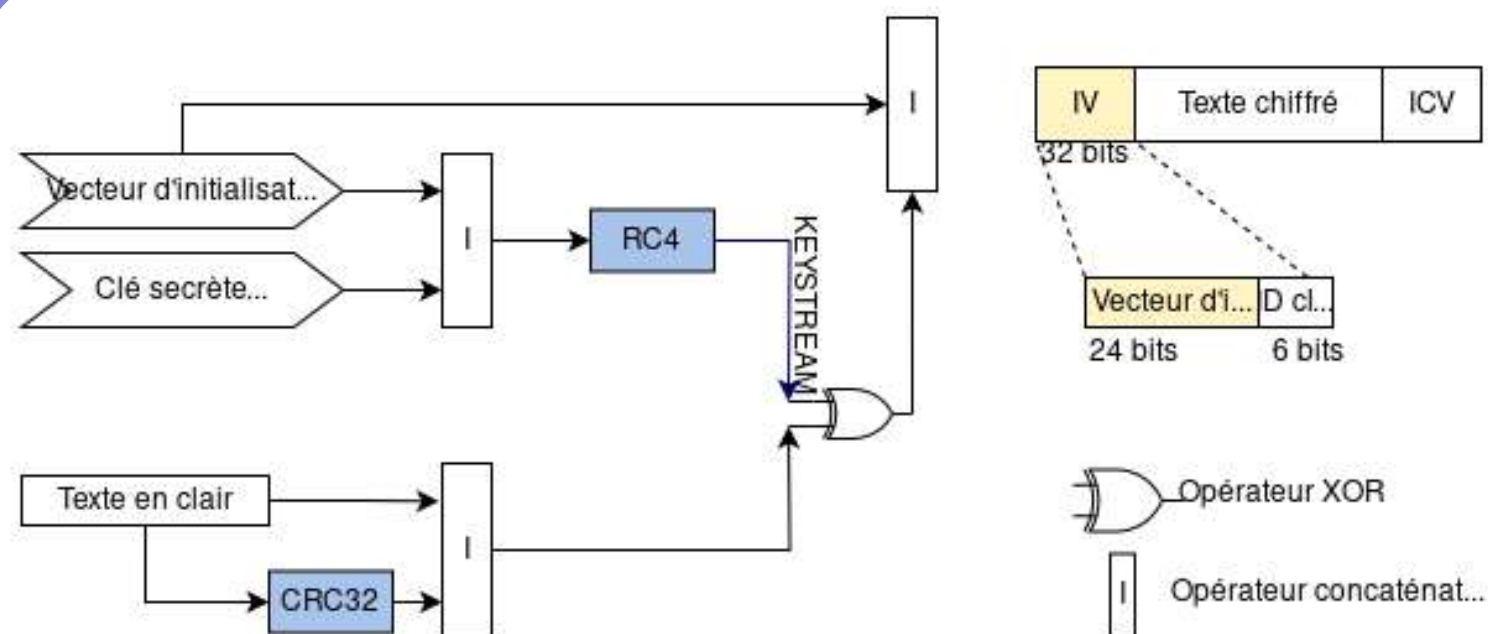 I
IV
Texte chiffré
ICV
32 bits
Vecteur d'initialisat...
I
RC4
KEYSTREAM
Clé secrète...
Vecteur d'i...
ID cl...
24 bits
6 bits
Texte en clair
I
CRC32
Opérateur XOR
I
Opérateur concaténat...